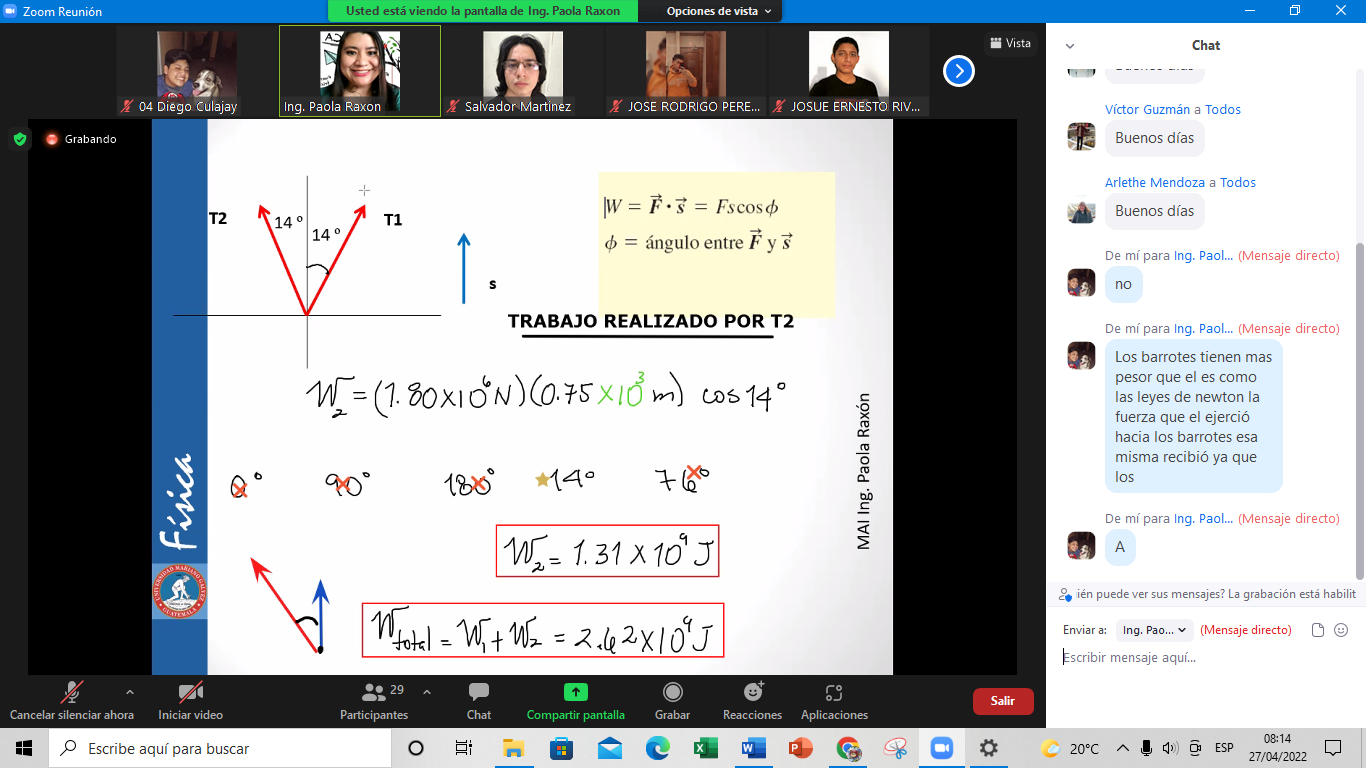 Zoom Reunión
Usted está viendo la pantalla de Ing. Paola Raxon
Opciones de vista
04 Diego Culajay
Ing. Paola Raxon
Salvador Martínez
JOSE RODRIGO PERE...
JOSUE ERNESTO RIV...
Vista
Grabando
T2
14 º
14 º
T1
s
W = F · s = Fs cos ϕ
ϕ = ángulo entre F y s
TRABAJO REALIZADO POR T2
W2 = (1.80 x10^6 N)(0.75 x10^3 m) cos 14°
0° 90° 180° 14° 76°
W2 = 1.31 x 10^9 J
Wtotal = W1 + W2 = 2.62 x 10^9 J
Física
UNIVERSIDAD MARIANO GÁLVEZ
GUATEMALA
MAI Ing. Paola Raxón
Chat
Buenos días
Víctor Guzmán a Todos
Buenos días
Arlethe Mendoza a Todos
Buenos días
De mí para Ing. Paol... (Mensaje directo)
no
De mí para Ing. Paol... (Mensaje directo)
Los barrotes tienen mas
pesor que el es como
las leyes de newton la
fuerza que el ejerció
hacia los barrotes esa
misma recibió ya que
los
De mí para Ing. Paol... (Mensaje directo)
A
ién puede ver sus mensajes? La grabación está habilit
Enviar a: Ing. Pao... (Mensaje directo)
Escribir mensaje aquí...
Cancelar silenciar ahora
Iniciar video
Participantes
29
Chat
Compartir pantalla
Grabar
Reacciones
Aplicaciones
Salir
Escribe aquí para buscar
20°C
ESP
08:14
27/04/2022